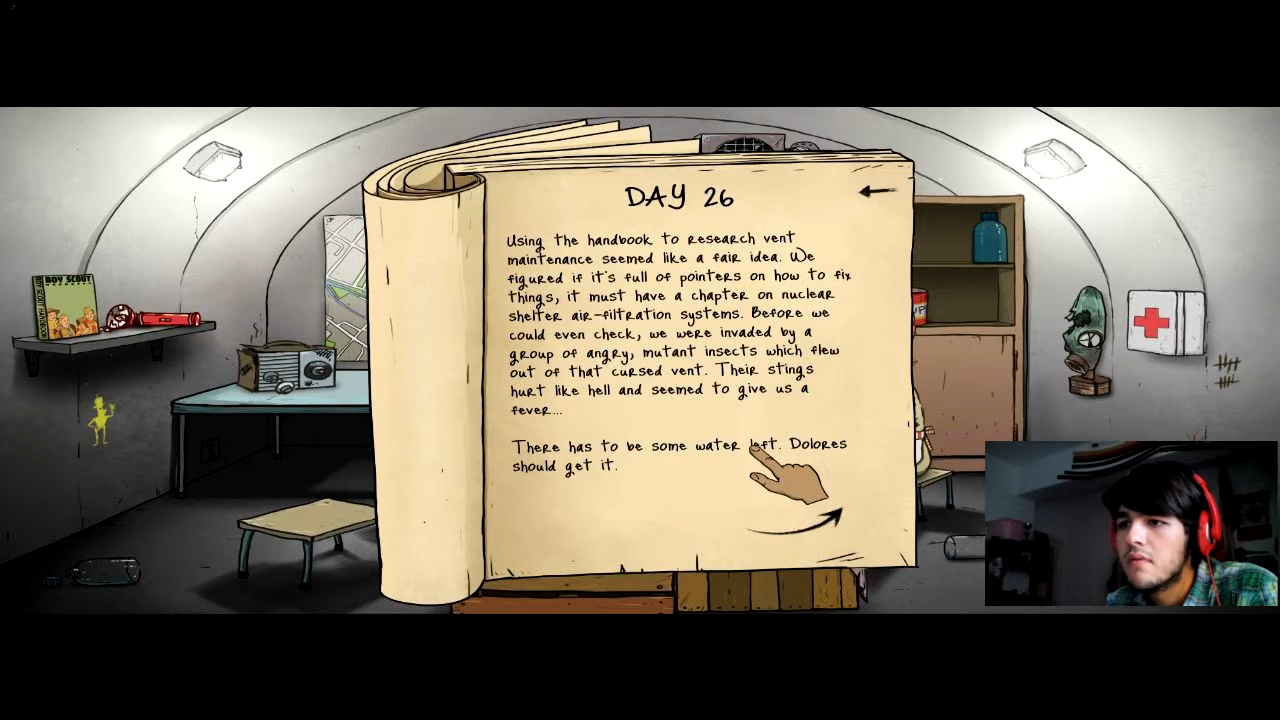 DAY 26
Using the handbook to research vent
maintenance seemed like a fair idea. We
figured if it's full of pointers on how to fix
things, it must have a chapter on nuclear
shelter air-filtration systems. Before we
could even check, we were invaded by a
group of angry, mutant insects which flew
out of that cursed vent. Their stings
hurt like hell and seemed to give us a
fever...
There has to be some water left. Dolores
should get it.
BOY SCOUT